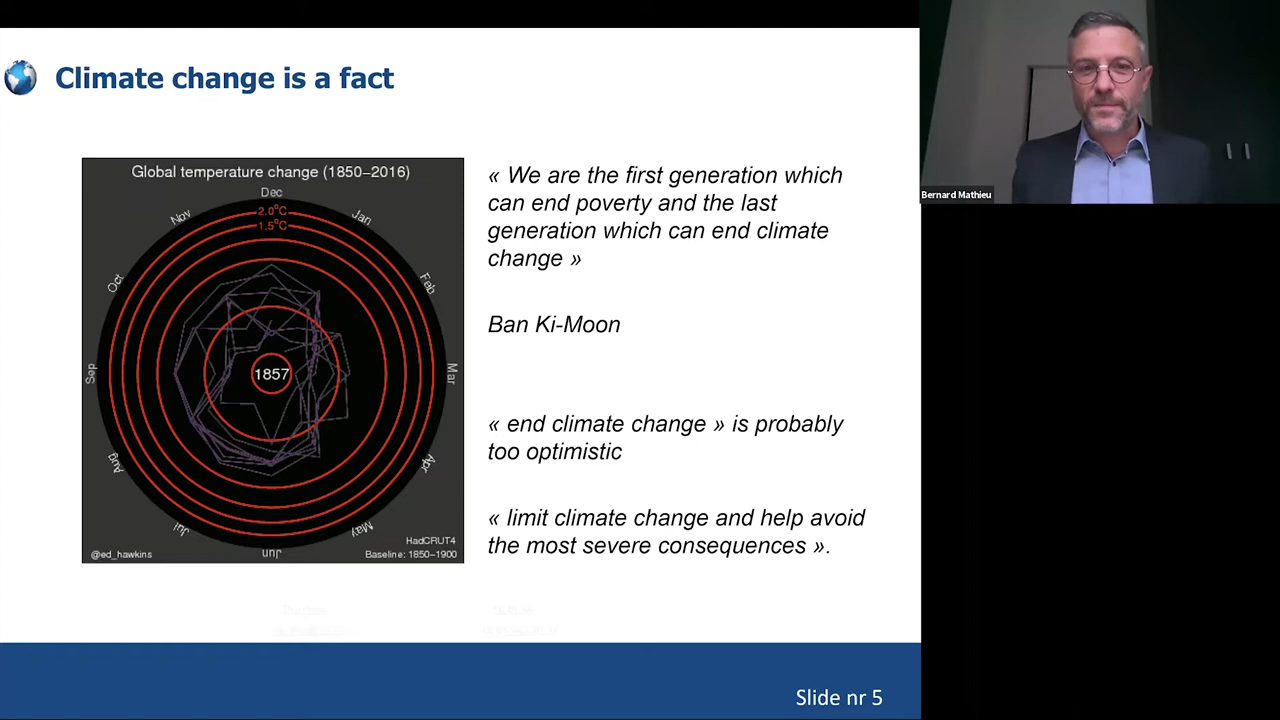 Climate change is a fact
Global temperature change (1850–2016)
Dec
Nov
Jan
2.0°C
1.5°C
Oct
Feb
Sep
1857
Mar
Aug
Apr
Jul
May
Jun
HadCRUT4
@ed_hawkins
Baseline: 1850–1900
« We are the first generation which
can end poverty and the last
generation which can end climate
change »
Ban Ki-Moon
« end climate change » is probably
too optimistic
« limit climate change and help avoid
the most severe consequences ».
Slide nr 5
Bernard Mathieu